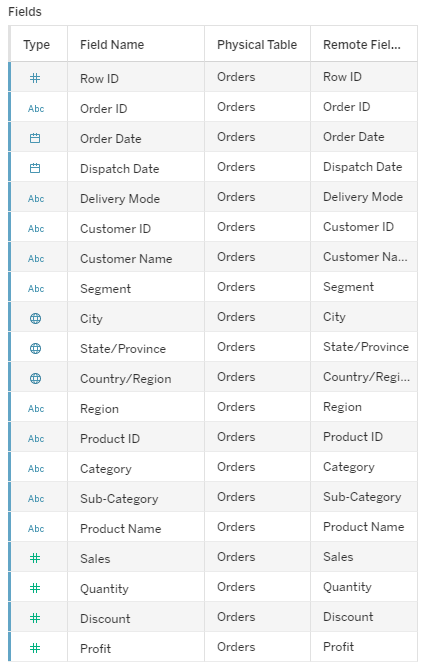 Fields
Type Field Name Physical Table Remote Fiel...
# Row ID Orders Row ID
Abc Order ID Orders Order ID
Order Date Orders Order Date
Dispatch Date Orders Dispatch Date
Abc Delivery Mode Orders Delivery Mode
Abc Customer ID Orders Customer ID
Abc Customer Name Orders Customer Na...
Abc Segment Orders Segment
City Orders City
State/Province Orders State/Province
Country/Region Orders Country/Regi...
Abc Region Orders Region
Abc Product ID Orders Product ID
Abc Category Orders Category
Abc Sub-Category Orders Sub-Category
Abc Product Name Orders Product Name
# Sales Orders Sales
# Quantity Orders Quantity
# Discount Orders Discount
# Profit Orders Profit